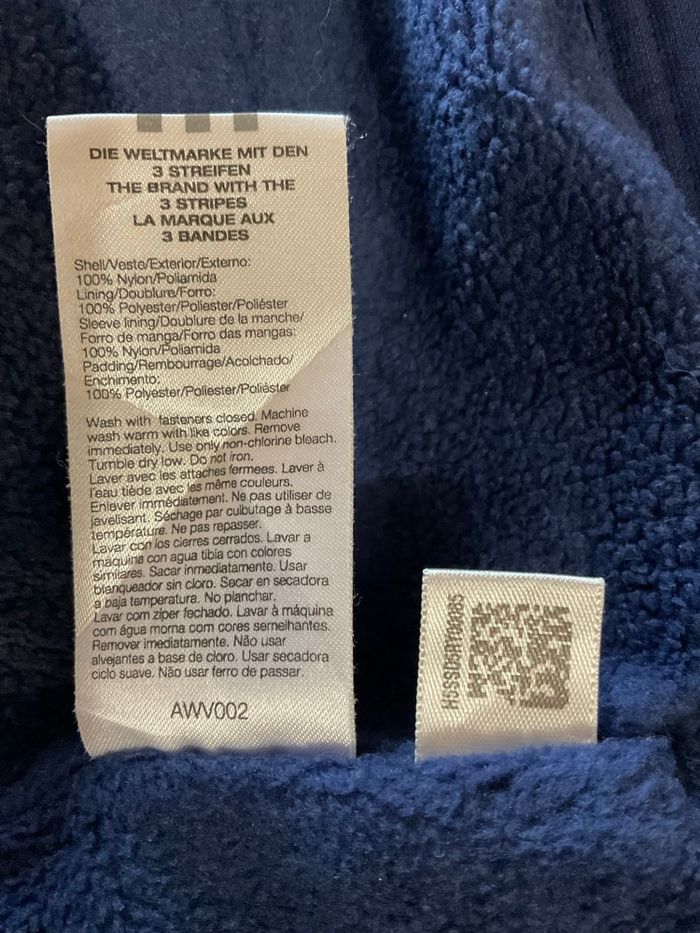 DIE WELTMARKE MIT DEN
3 STREIFEN
THE BRAND WITH THE
3 STRIPES
LA MARQUE AUX
3 BANDES
Shell/Veste/Exterior/Externo:
100% Nylon/Poliamida
Lining/Doublure/Forro:
100% Polyester/Poliester/Poliéster
Sleeve lining/Doublure de la manche/
Forro de manga/Forro das mangas:
100% Nylon/Poliamida
Padding/Rembourrage/Acolchado/
Enchimento:
100% Polyester/Poliester/Poliéster
Wash with fasteners closed. Machine
wash warm with like colors. Remove
immediately. Use only non-chlorine bleach.
Tumble dry low. Do not iron.
Laver avec les attaches fermees. Laver à
l'eau tiède avec les même couleurs.
Enlever immédiatement. Ne pas utiliser de
javelisant. Séchage par culbutage à basse
température. Ne pas repasser.
Lavar con los cierres cerrados. Lavar a
maquina con agua tibia con colores
similares. Sacar inmediatamente. Usar
blanqueador sin cloro. Secar en secadora
a baja temperatura. No planchar.
Lavar com zíper fechado. Lavar à máquina
com água morna com cores semelhantes.
Remover imediatamente. Não usar
alvejantes a base de cloro. Usar secadora
ciclo suave. Não usar ferro de passar.
AWV002
H5SSD5RT00085